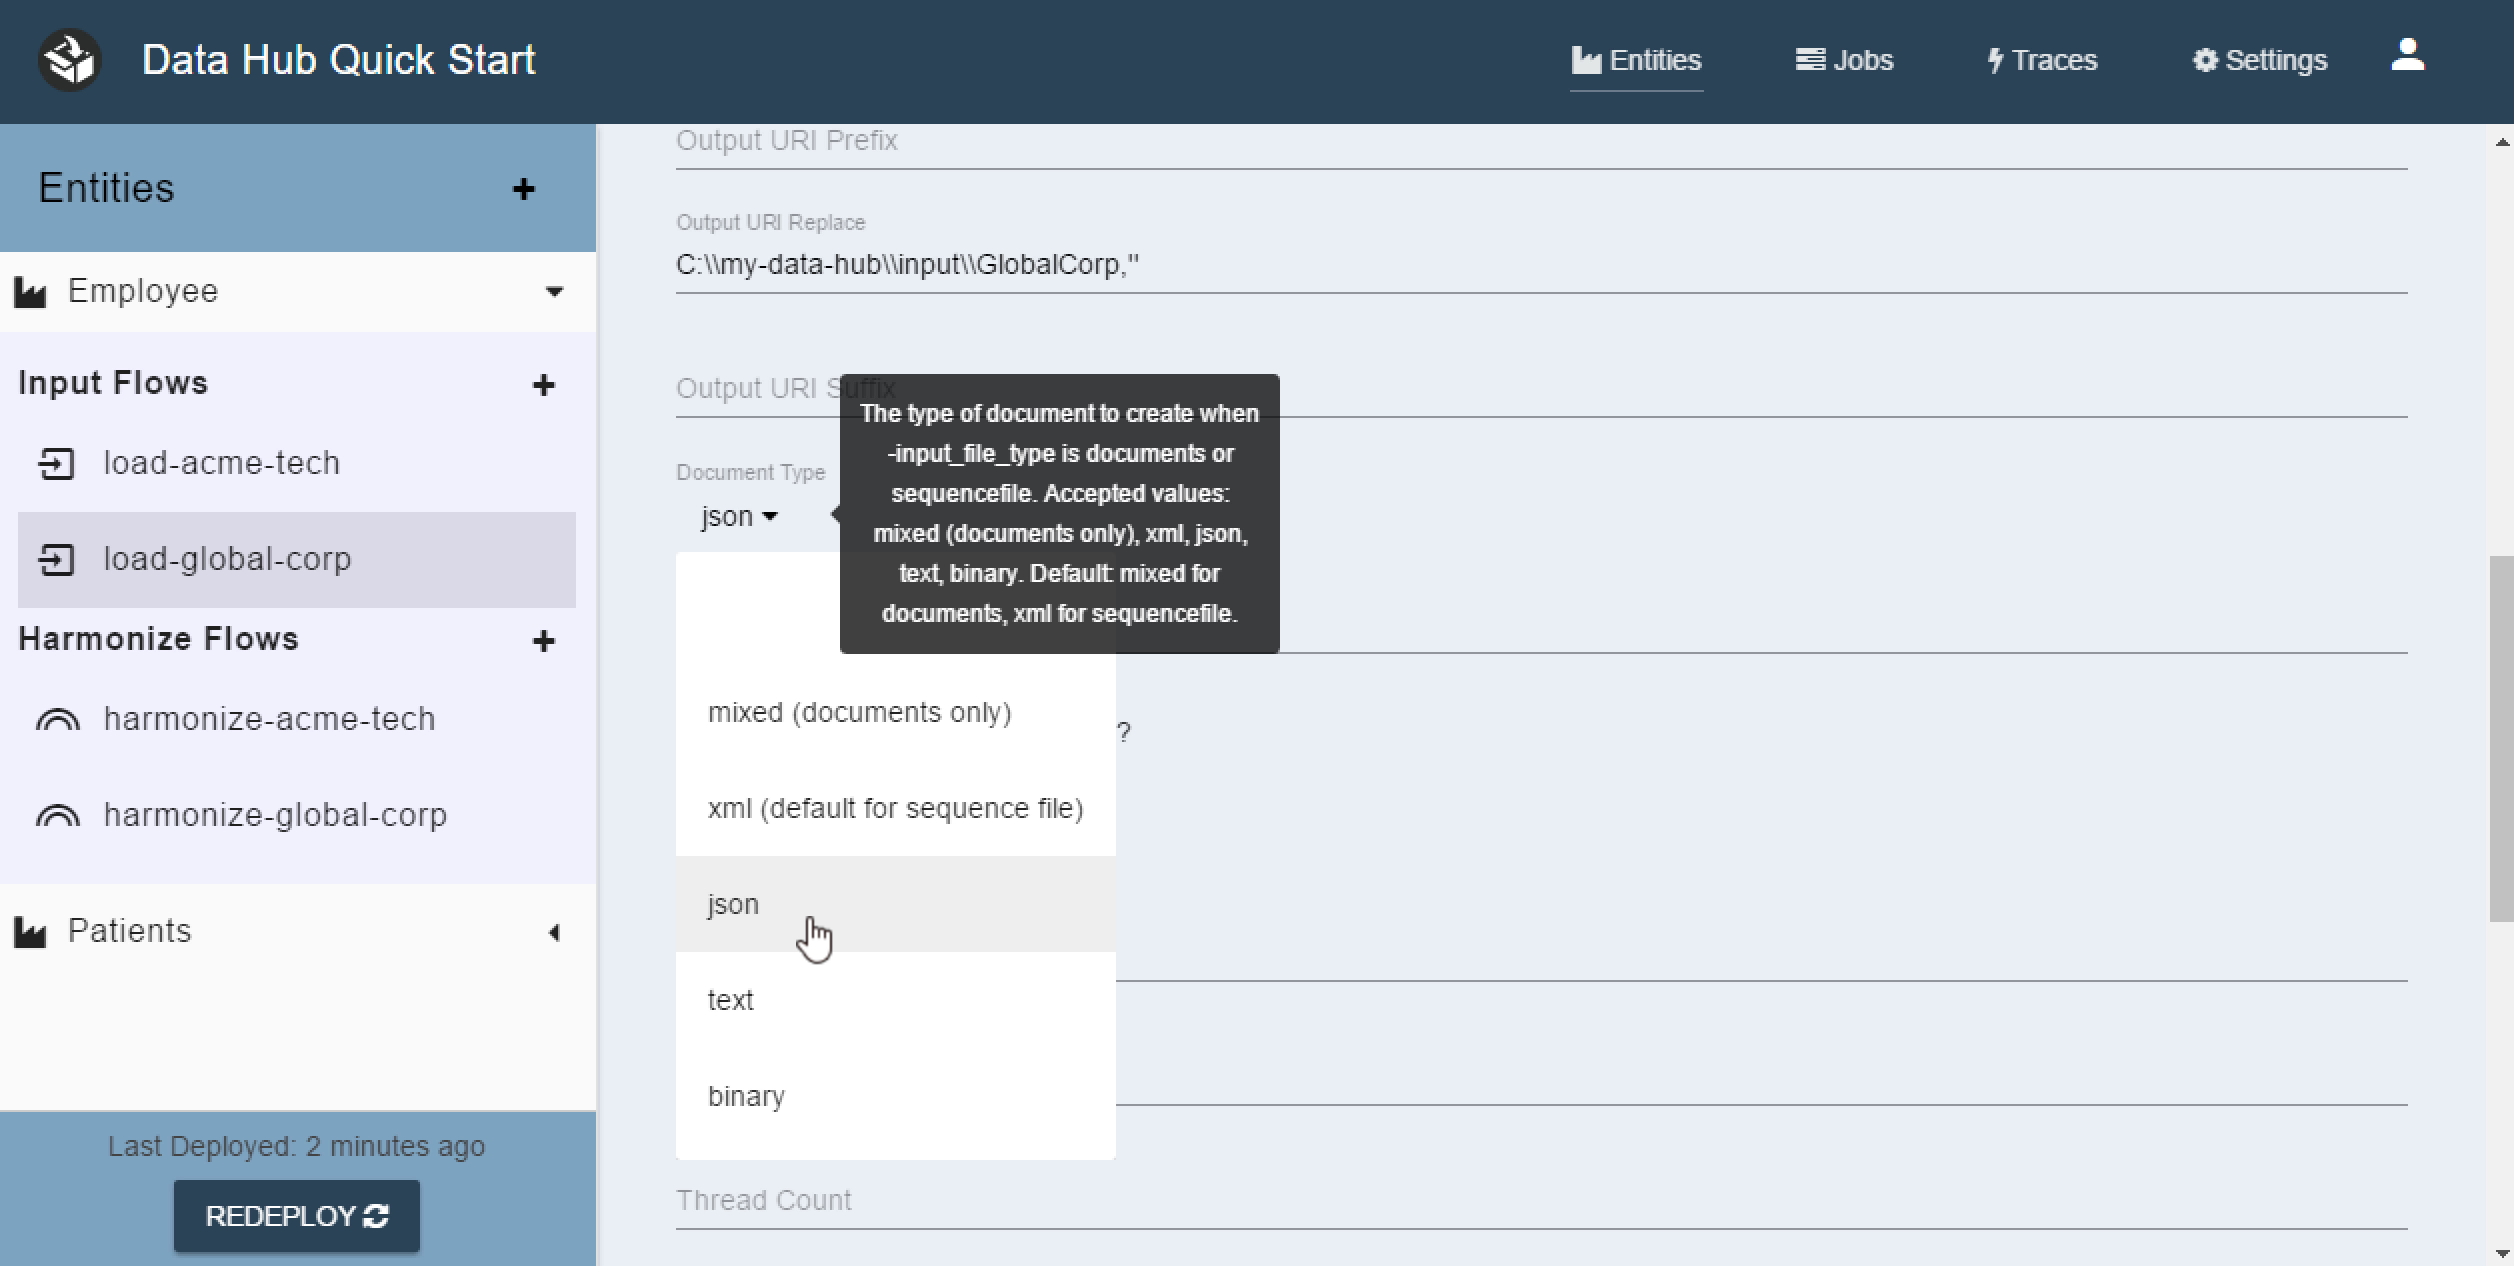 Data Hub Quick Start
Entities
Jobs
Traces
Settings
Entities
Employee
Input Flows
load-acme-tech
load-global-corp
Harmonize Flows
harmonize-acme-tech
harmonize-global-corp
Patients
Last Deployed: 2 minutes ago
REDEPLOY
Output URI Prefix
Output URI Replace
C:\\my-data-hub\\input\\GlobalCorp,''
Output URI Suffix
The type of document to create when
-input_file_type is documents or
sequencefile. Accepted values:
mixed (documents only), xml, json,
text, binary. Default: mixed for
documents, xml for sequencefile.
Document Type
json
mixed (documents only)
?
xml (default for sequence file)
json
text
binary
Thread Count